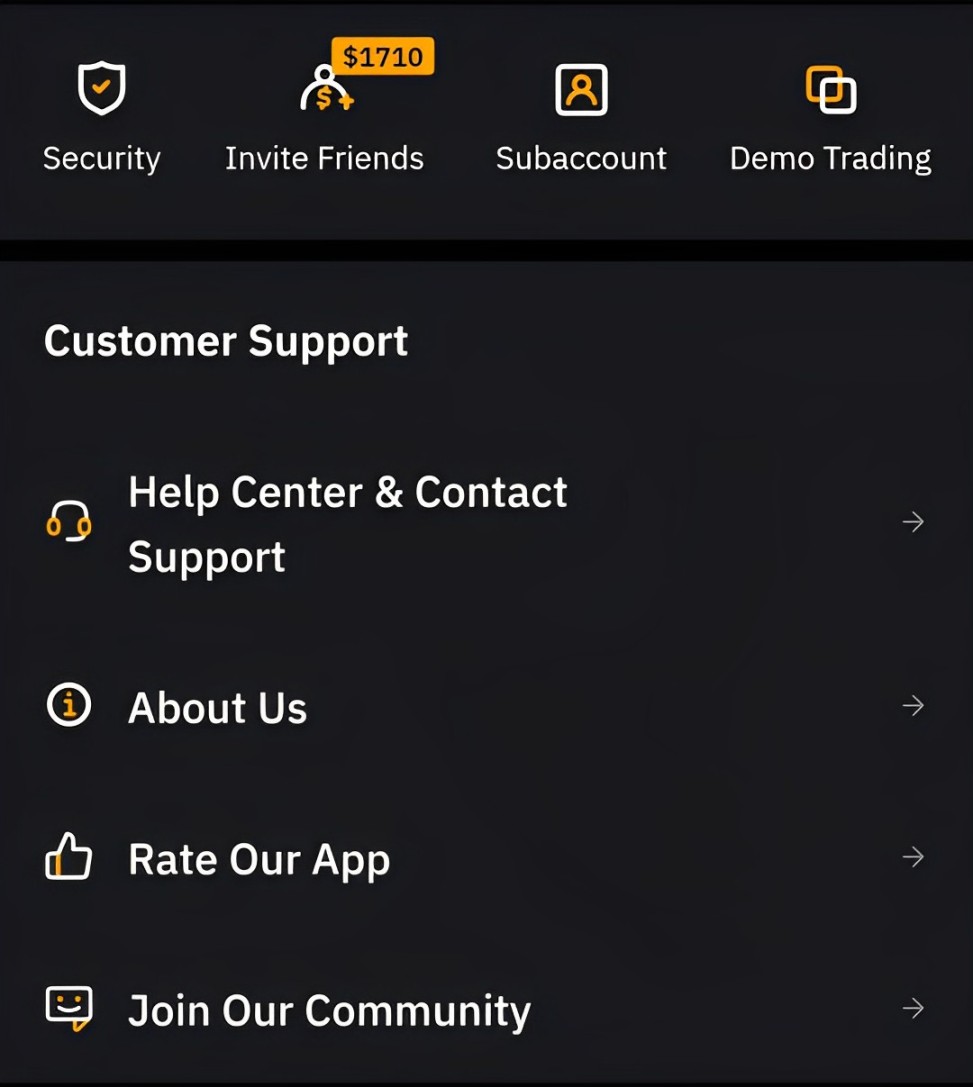 $1710
Security
Invite Friends
Subaccount
Demo Trading
Customer Support
Help Center & Contact
Support
About Us
Rate Our App
Join Our Community